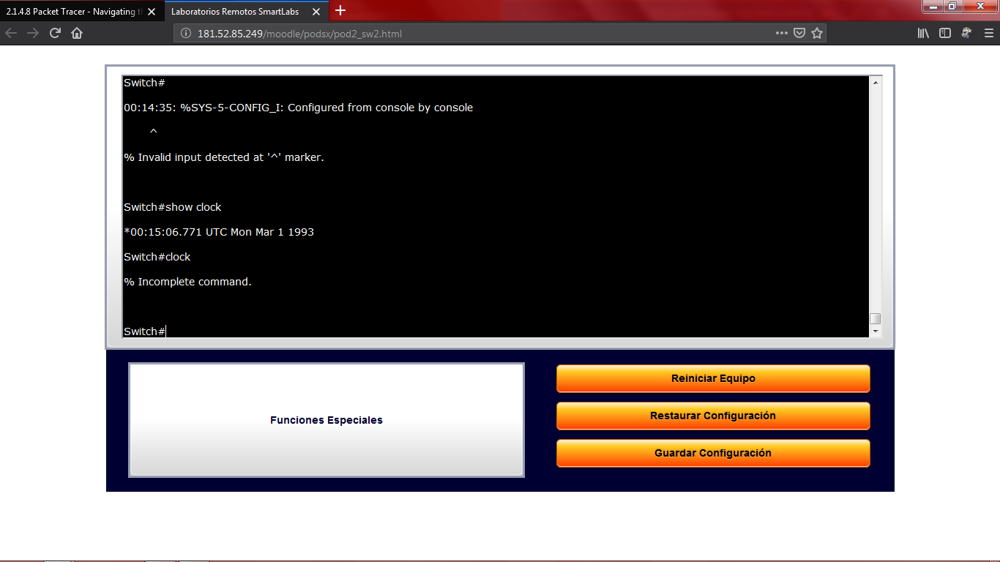 2.1.4.8 Packet Tracer - Navigating t
Laboratorios Remotos SmartLabs
181.52.85.249/moodle/podsx/pod2_sw2.html
Switch#
00:14:35: %SYS-5-CONFIG_I: Configured from console by console
^
% Invalid input detected at '^' marker.
Switch#show clock
*00:15:06.771 UTC Mon Mar 1 1993
Switch#clock
% Incomplete command.
Switch#
Funciones Especiales
Reiniciar Equipo
Restaurar Configuración
Guardar Configuración